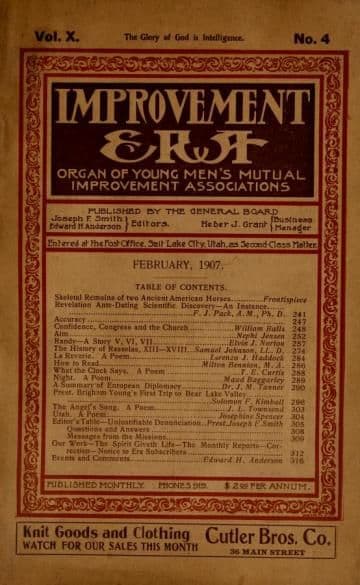 Vol. X.
The Glory of God is Intelligence.
No. 4
IMPROVEMENT
ERA
ORGAN OF YOUNG MEN'S MUTUAL
IMPROVEMENT ASSOCIATIONS
PUBLISHED BY THE GENERAL BOARD
Joseph F. Smith
Edward H. Anderson } Editors. Heber J. Grant } Business Manager
Entered at the Post Office, Salt Lake City, Utah, as Second-Class Matter.
FEBRUARY, 1907.
TABLE OF CONTENTS.
Skeletal Remains of two Ancient American Horses Frontispiece
Revelation Ante-Dating Scientific Discovery—An Instance
F. J. Pack, A.M., Ph. D. 241
Accuracy 247
Confidence, Congress and the Church William Halls 248
Aim Nephi Jensen 252
Randy—A Story V, VI, VII Elvie J. Norton 257
The History of Rasselas, XIII—XVIII Samuel Johnson, LL. D. 274
La Reverie. A Poem Lorenzo J. Haddock 284
How to Read Milton Bennion, M. A. 286
What the Clock Says. A Poem T. E. Curtis 288
Night. A Poem Maud Baggarley 289
A Summary of European Diplomacy Dr. J. M. Tanner 290
Prest. Brigham Young's First Trip to Bear Lake Valley
Solomon F. Kimball 296
The Angel's Song. A Poem J. L. Townsend 303
Utah. A Poem Josephine Spencer 304
Editor's Table—Unjustifiable Denunciation Prest. Joseph F. Smith 305
Questions and Answers 308
Messages from the Missions 309
Our Work—The Spirit Giveth Life—The Monthly Reports—Cor-
rection—Notice to Era Subscribers 312
Events and Comments Edward H. Anderson 316
PUBLISHED MONTHLY. PHONES 919. $2.00 PER ANNUM.
Knit Goods and Clothing
WATCH FOR OUR SALES THIS MONTH
Cutler Bros. Co.
36 MAIN STREET